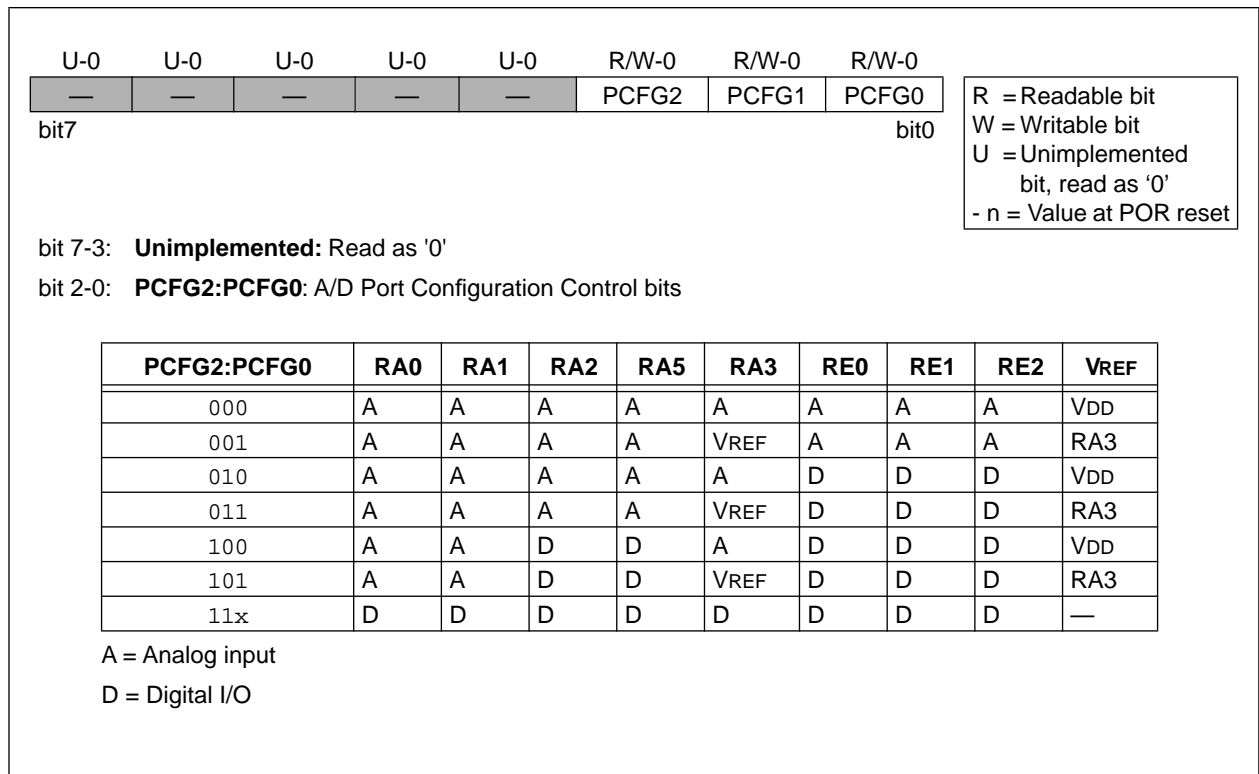 U-0 U-0 U-0 U-0 U-0 R/W-0 R/W-0 R/W-0
— — — — — PCFG2 PCFG1 PCFG0
bit7 bit0
R = Readable bit
W = Writable bit
U = Unimplemented
bit, read as ‘0’
- n = Value at POR reset
bit 7-3: Unimplemented: Read as '0'
bit 2-0: PCFG2:PCFG0: A/D Port Configuration Control bits
PCFG2:PCFG0 RA0 RA1 RA2 RA5 RA3 RE0 RE1 RE2 VREF
000 A A A A A A A A VDD
001 A A A A VREF A A A RA3
010 A A A A A D D D VDD
011 A A A A VREF D D D RA3
100 A A D D A D D D VDD
101 A A D D VREF D D D RA3
11x D D D D D D D D —
A = Analog input
D = Digital I/O